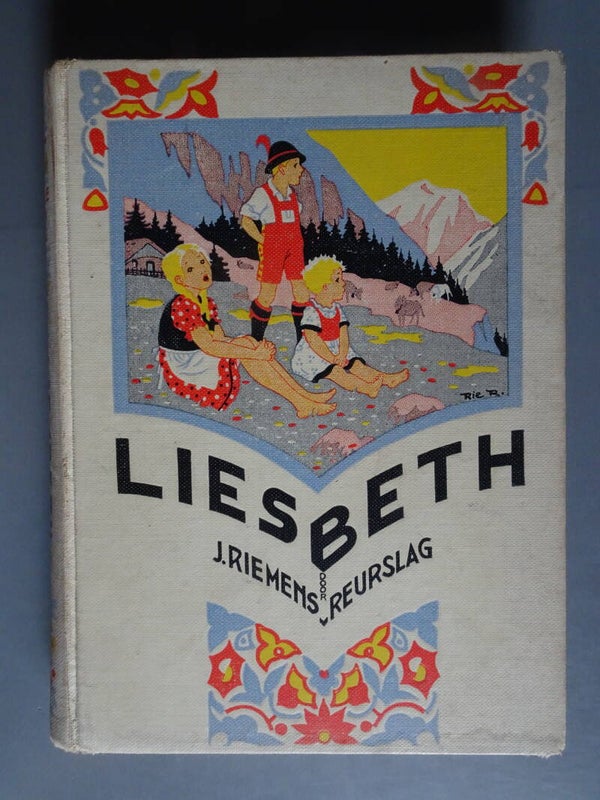 Rie R.
LIESBETH
DOOR
J. RIEMENS REURSLAG